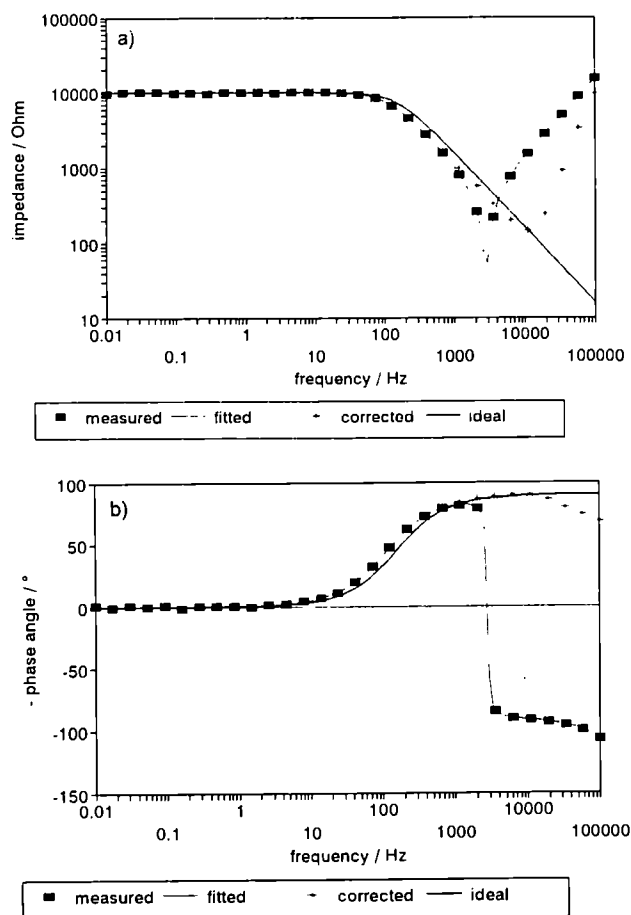 100000
a)
10000
1000
100
10
impedance / Ohm
0.01 1 100 10000
0.1 10 1000 100000
frequency / Hz
measured fitted corrected ideal
100
b)
50
0
-50
-100
-150
- phase angle / °
0.01 1 100 10000
0.1 10 1000 100000
frequency / Hz
measured fitted corrected ideal